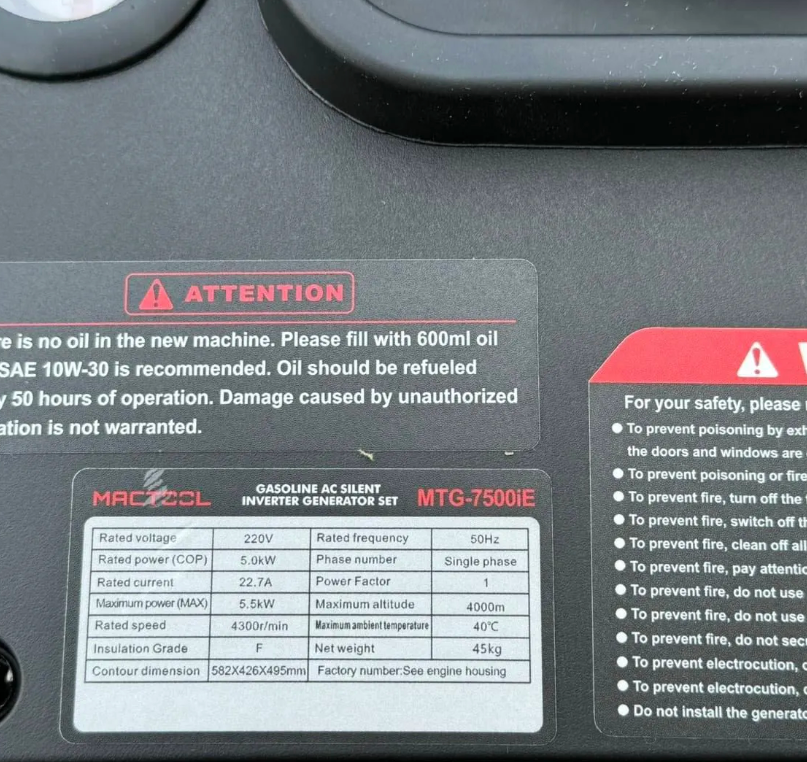 ATTENTION
is no oil in the new machine. Please fill with 600ml oil
SAE 10W-30 is recommended. Oil should be refueled
50 hours of operation. Damage caused by unauthorized
is not warranted.
MACTOOL
GASOLINE AC SILENT
INVERTER GENERATOR SET
MTG-7500iE
Rated voltage 220V Rated frequency 50Hz
Rated power (COP) 5.0kW Phase number Single phase
Rated current 22.7A Power Factor 1
Maximum power (MAX) 5.5kW Maximum altitude 4000m
Rated speed 4300r/min Maximum ambient temperature 40℃
Insulation Grade F Net weight 45kg
Contour dimension 582X426X495mm Factory number:See engine housing
For your safety, please
● To prevent poisoning by
the doors and windows are
● To prevent poisoning or fire
● To prevent fire, turn off the
● To prevent fire, switch off
● To prevent fire, clean off all
● To prevent fire, pay
● To prevent fire, do not use
● To prevent fire, do not use
● To prevent fire, do not
● To prevent electrocution,
● To prevent electrocution,
● Do not install the